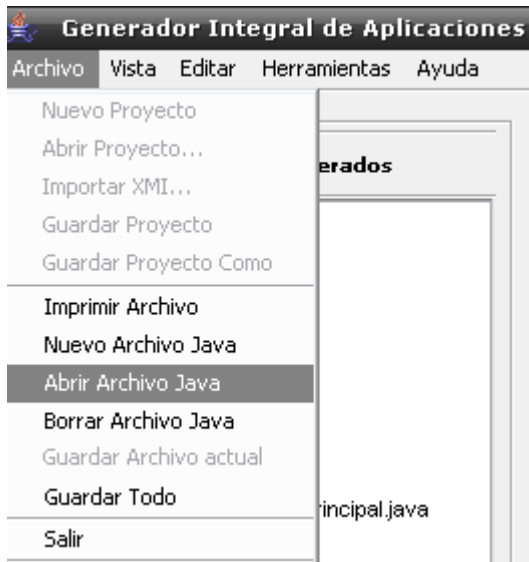 Generador Integral de Aplicaciones
Archivo Vista Editar Herramientas Ayuda
Nuevo Proyecto
Abrir Proyecto...
erados
Importar XMI...
Guardar Proyecto
Guardar Proyecto Como
Imprimir Archivo
Nuevo Archivo Java
Abrir Archivo Java
Borrar Archivo Java
Guardar Archivo actual
Guardar Todo
rincipal.java
Salir